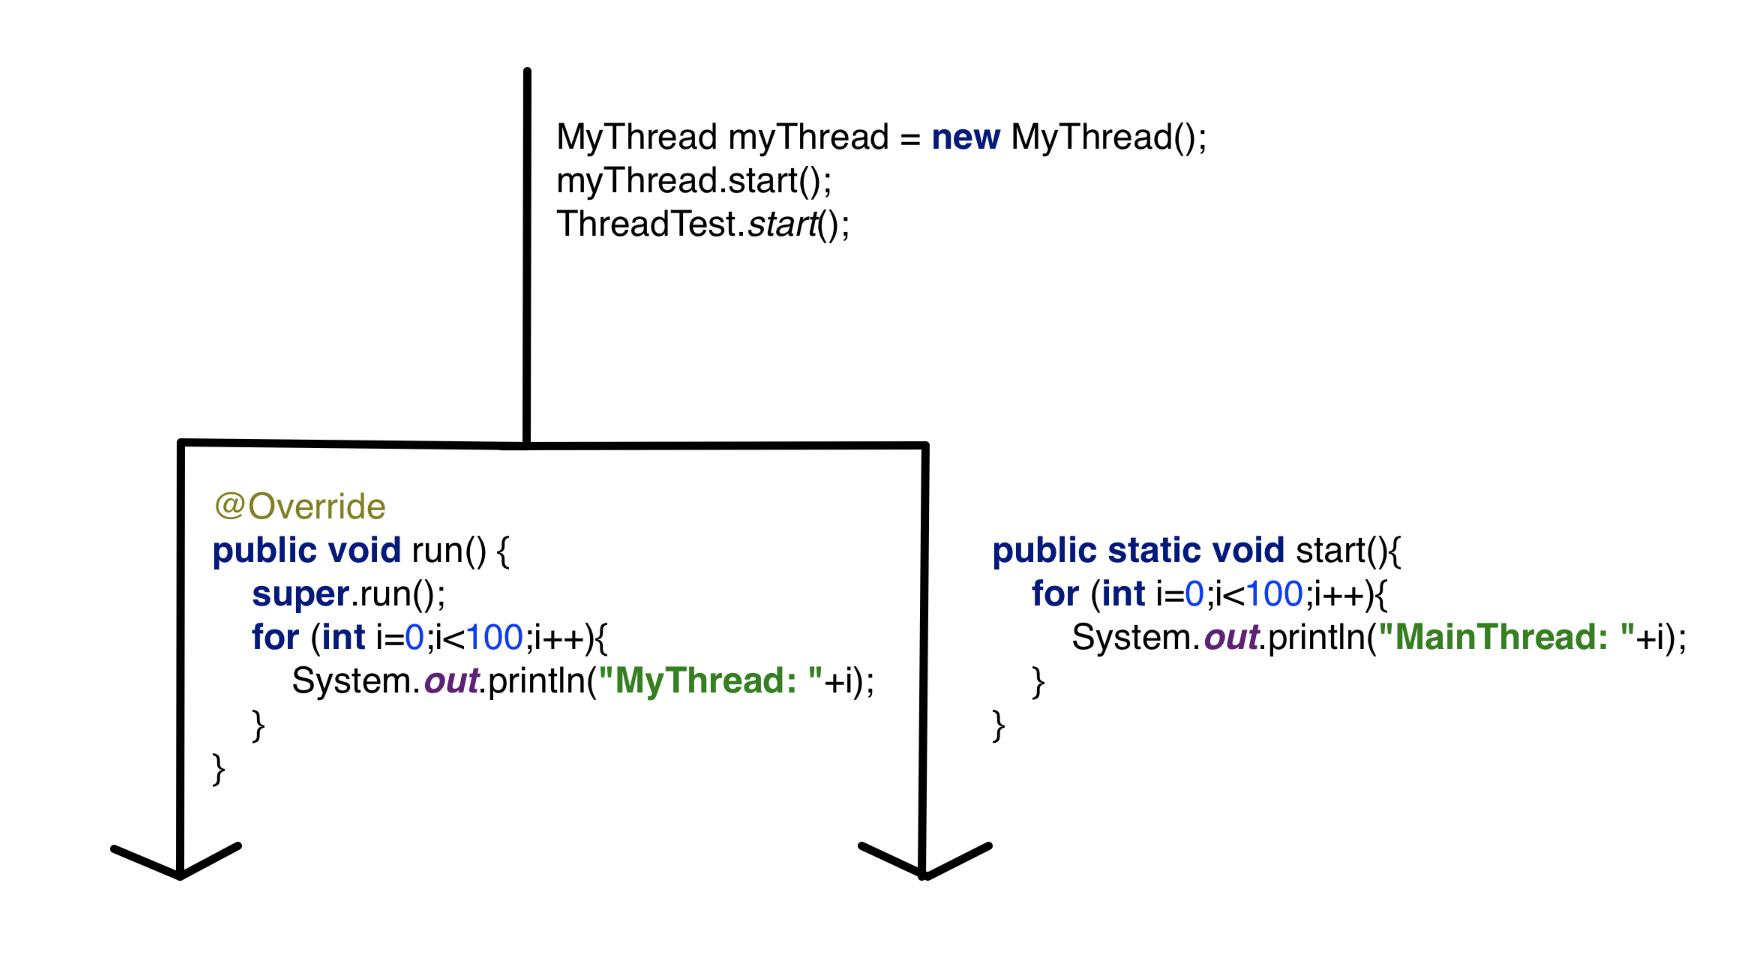 MyThread myThread = new MyThread();
myThread.start();
ThreadTest.start();
@Override
public void run() {
super.run();
for (int i=0;i<100;i++){
System.out.println("MyThread: "+i);
}
}
public static void start(){
for (int i=0;i<100;i++){
System.out.println("MainThread: "+i);
}
}